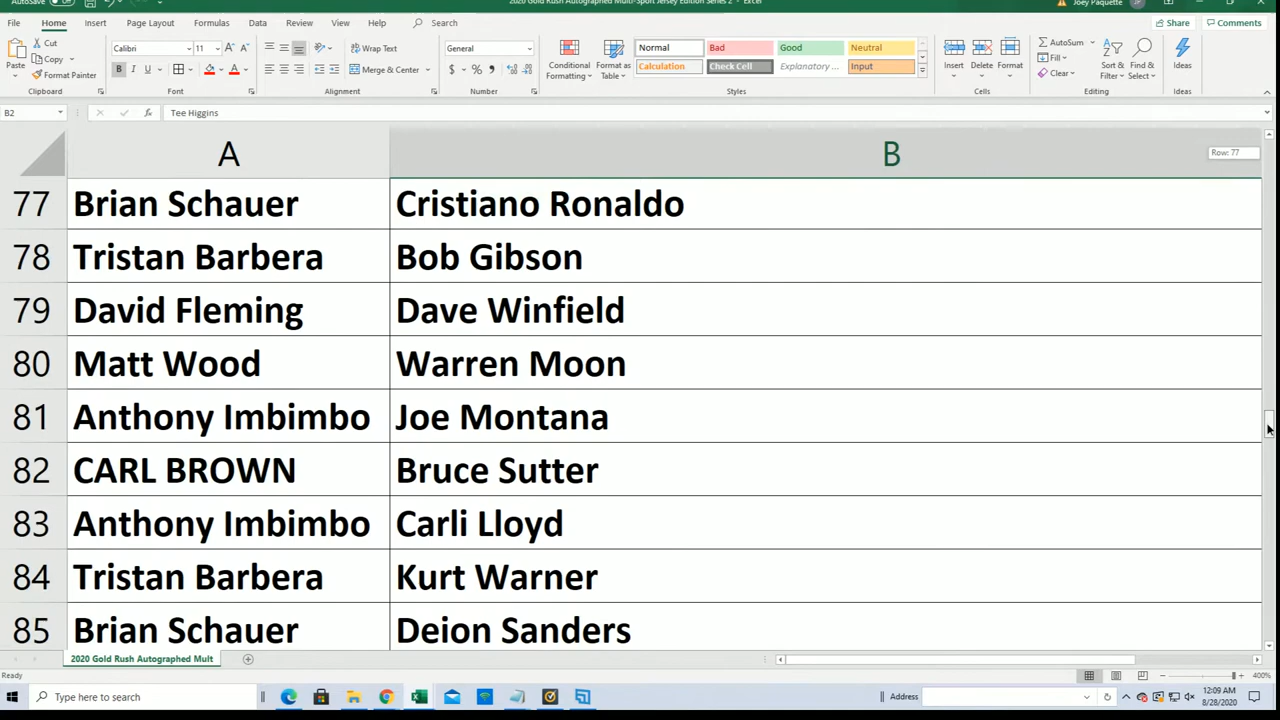 AutoSave Off 2020 Gold Rush Autographed Multi-Sport Jersey Edition Series 2 - Excel Joey Paquette JP
File Home Insert Page Layout Formulas Data Review View Help Search Share Comments
Cut
Copy
Format Painter
Paste
Calibri 11
Wrap Text
Merge & Center
General
Conditional Formatting
Format as Table
Normal Bad Good Neutral
Calculation Check Cell Explanatory ... Input
Insert Delete Format
AutoSum
Fill
Clear
Sort & Filter
Find & Select
Ideas
Clipboard Font Alignment Number Styles Cells Editing Ideas
B2 fx Tee Higgins
A B
Row: 77
77 Brian Schauer Cristiano Ronaldo
78 Tristan Barbera Bob Gibson
79 David Fleming Dave Winfield
80 Matt Wood Warren Moon
81 Anthony Imbimbo Joe Montana
82 CARL BROWN Bruce Sutter
83 Anthony Imbimbo Carli Lloyd
84 Tristan Barbera Kurt Warner
85 Brian Schauer Deion Sanders
2020 Gold Rush Autographed Mult
Ready 400%
Type here to search Address 12:09 AM
8/28/2020